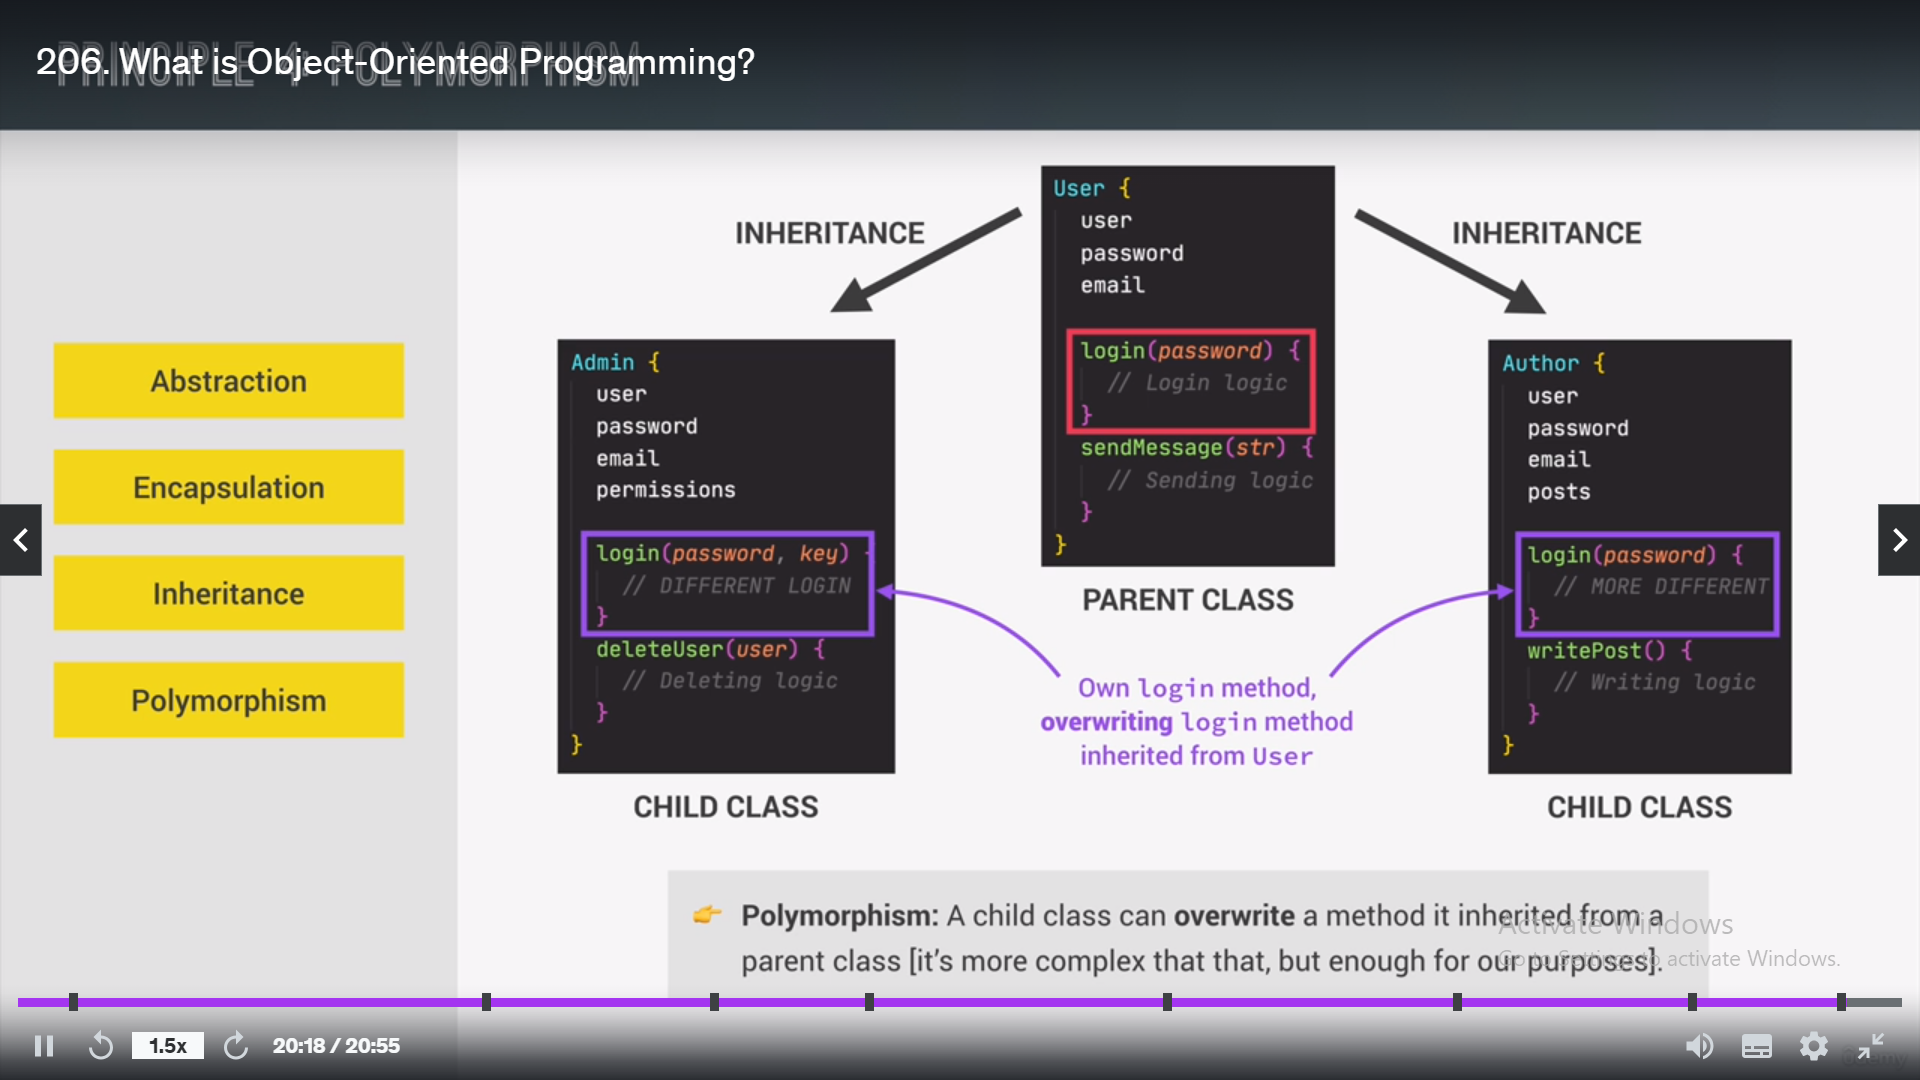 206. What is Object-Oriented Programming?
PRINCIPLE 4: POLYMORPHISM
Abstraction
Encapsulation
Inheritance
Polymorphism
INHERITANCE
INHERITANCE
User {
user
password
email
login(password) {
// Login logic
}
sendMessage(str) {
// Sending logic
}
}
PARENT CLASS
Admin {
user
password
email
permissions
login(password, key) {
// DIFFERENT LOGIN
}
deleteUser(user) {
// Deleting logic
}
}
CHILD CLASS
Own login method,
overwriting login method
inherited from User
Author {
user
password
email
posts
login(password) {
// MORE DIFFERENT
}
writePost() {
// Writing logic
}
}
CHILD CLASS
👉 Polymorphism: A child class can overwrite a method it inherited from a
parent class [it’s more complex that that, but enough for our purposes].
Activate Windows
Go to Settings to activate Windows.
1.5x
20:18 / 20:55